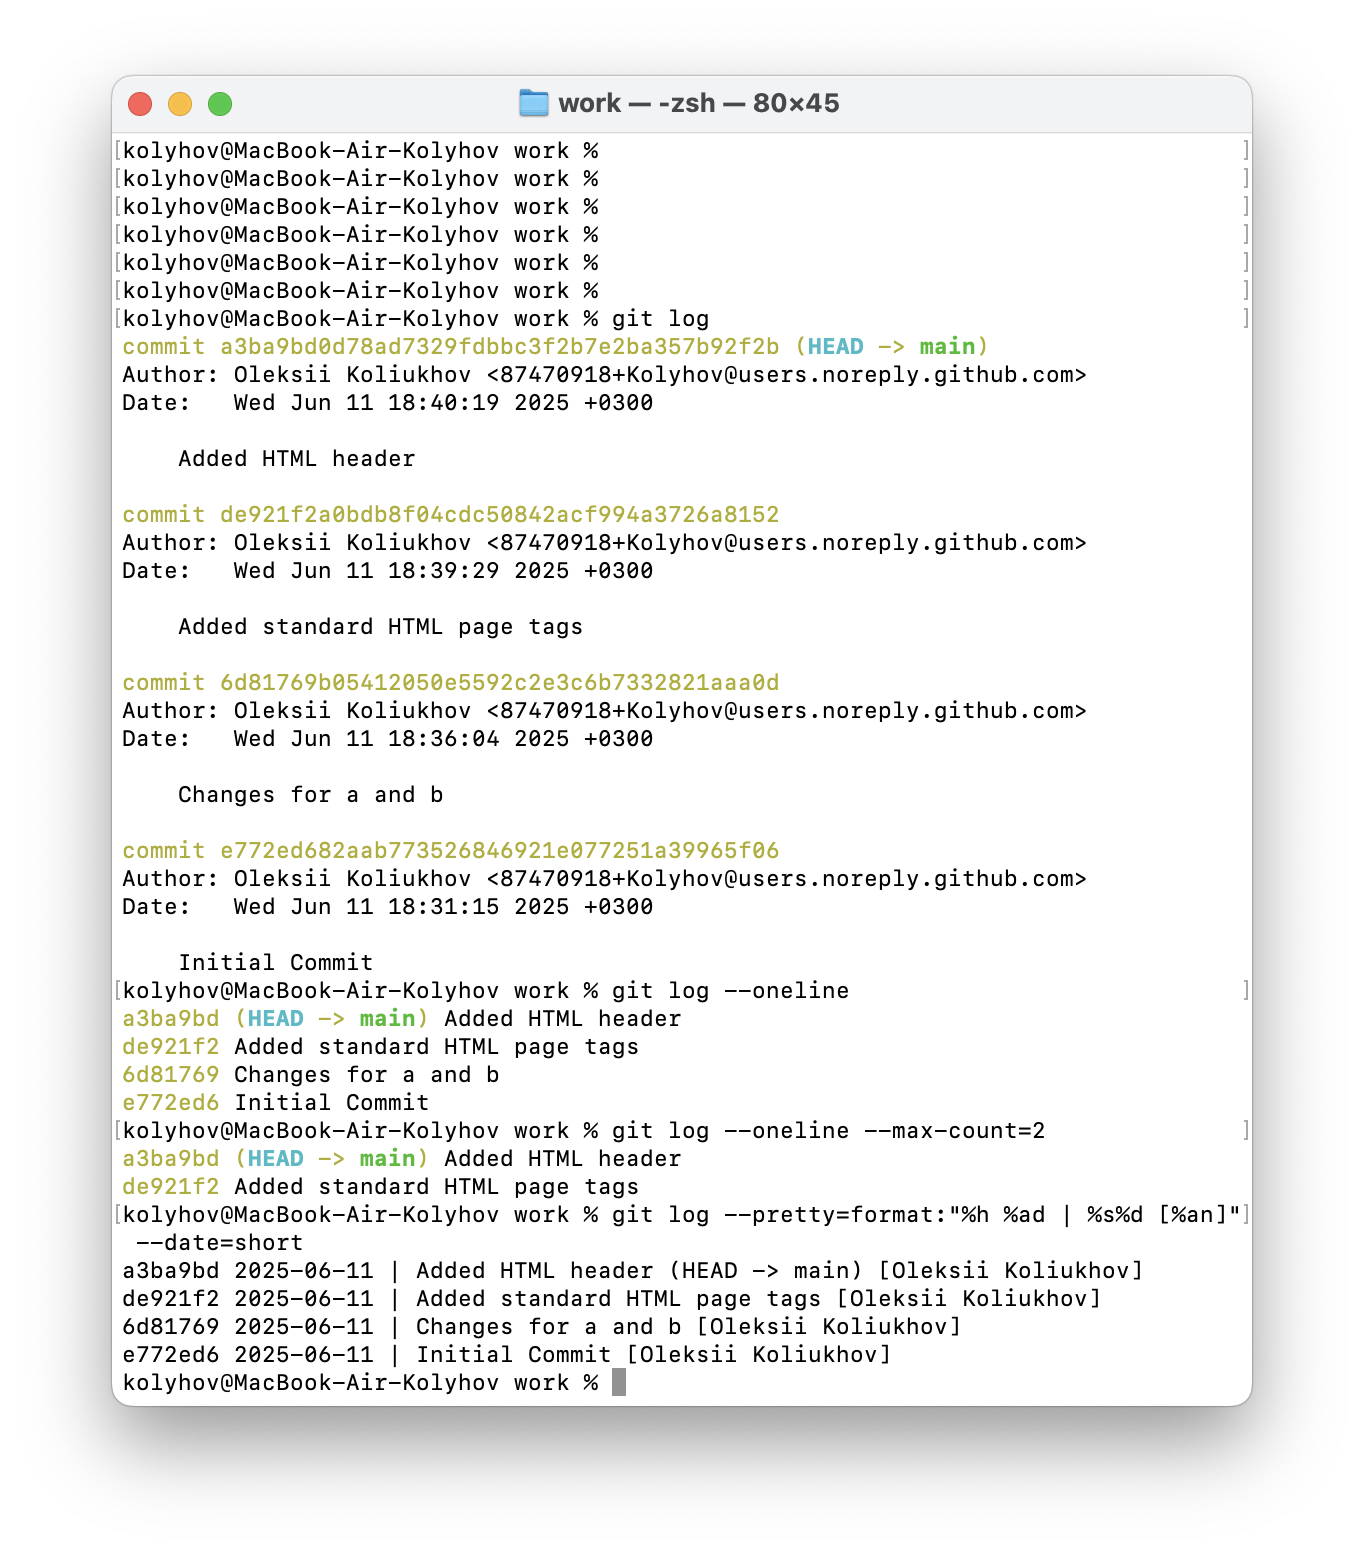 work — -zsh — 80×45
[kolyhov@MacBook-Air-Kolyhov work % ]
[kolyhov@MacBook-Air-Kolyhov work % ]
[kolyhov@MacBook-Air-Kolyhov work % ]
[kolyhov@MacBook-Air-Kolyhov work % ]
[kolyhov@MacBook-Air-Kolyhov work % ]
[kolyhov@MacBook-Air-Kolyhov work % ]
[kolyhov@MacBook-Air-Kolyhov work % git log ]
commit a3ba9bd0d78ad7329fdbbc3f2b7e2ba357b92f2b (HEAD -> main)
Author: Oleksii Koliukhov <87470918+Kolyhov@users.noreply.github.com>
Date:   Wed Jun 11 18:40:19 2025 +0300
    Added HTML header
commit de921f2a0bdb8f04cdc50842acf994a3726a8152
Author: Oleksii Koliukhov <87470918+Kolyhov@users.noreply.github.com>
Date:   Wed Jun 11 18:39:29 2025 +0300
    Added standard HTML page tags
commit 6d81769b05412050e5592c2e3c6b7332821aaa0d
Author: Oleksii Koliukhov <87470918+Kolyhov@users.noreply.github.com>
Date:   Wed Jun 11 18:36:04 2025 +0300
    Changes for a and b
commit e772ed682aab773526846921e077251a39965f06
Author: Oleksii Koliukhov <87470918+Kolyhov@users.noreply.github.com>
Date:   Wed Jun 11 18:31:15 2025 +0300
    Initial Commit
[kolyhov@MacBook-Air-Kolyhov work % git log --oneline ]
a3ba9bd (HEAD -> main) Added HTML header
de921f2 Added standard HTML page tags
6d81769 Changes for a and b
e772ed6 Initial Commit
[kolyhov@MacBook-Air-Kolyhov work % git log --oneline --max-count=2 ]
a3ba9bd (HEAD -> main) Added HTML header
de921f2 Added standard HTML page tags
[kolyhov@MacBook-Air-Kolyhov work % git log --pretty=format:"%h %ad | %s%d [%an]"]
 --date=short
a3ba9bd 2025-06-11 | Added HTML header (HEAD -> main) [Oleksii Koliukhov]
de921f2 2025-06-11 | Added standard HTML page tags [Oleksii Koliukhov]
6d81769 2025-06-11 | Changes for a and b [Oleksii Koliukhov]
e772ed6 2025-06-11 | Initial Commit [Oleksii Koliukhov]
kolyhov@MacBook-Air-Kolyhov work %